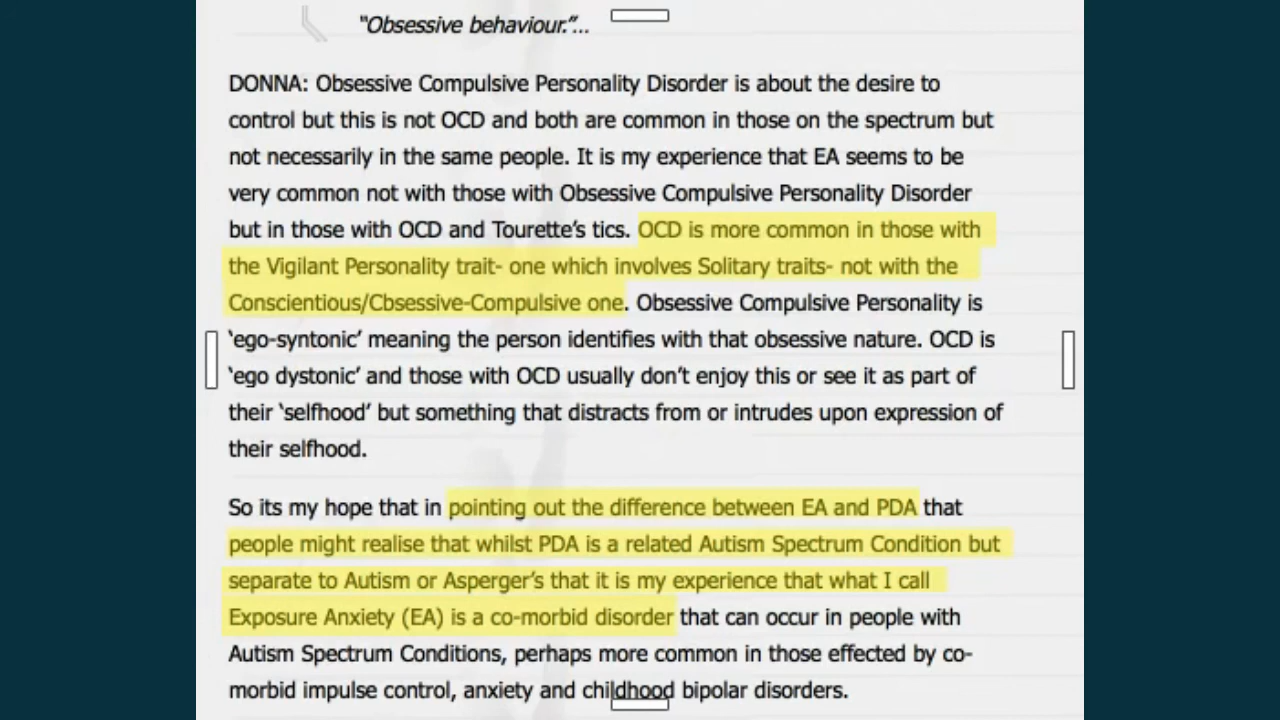 “Obsessive behaviour.”...
DONNA: Obsessive Compulsive Personality Disorder is about the desire to
control but this is not OCD and both are common in those on the spectrum but
not necessarily in the same people. It is my experience that EA seems to be
very common not with those with Obsessive Compulsive Personality Disorder
but in those with OCD and Tourette’s tics. OCD is more common in those with
the Vigilant Personality trait- one which involves Solitary traits- not with the
Conscientious/Cbsessive-Compulsive one. Obsessive Compulsive Personality is
‘ego-syntonic’ meaning the person identifies with that obsessive nature. OCD is
‘ego dystonic’ and those with OCD usually don’t enjoy this or see it as part of
their ‘selfhood’ but something that distracts from or intrudes upon expression of
their selfhood.
So its my hope that in pointing out the difference between EA and PDA that
people might realise that whilst PDA is a related Autism Spectrum Condition but
separate to Autism or Asperger’s that it is my experience that what I call
Exposure Anxiety (EA) is a co-morbid disorder that can occur in people with
Autism Spectrum Conditions, perhaps more common in those effected by co-
morbid impulse control, anxiety and childhood bipolar disorders.